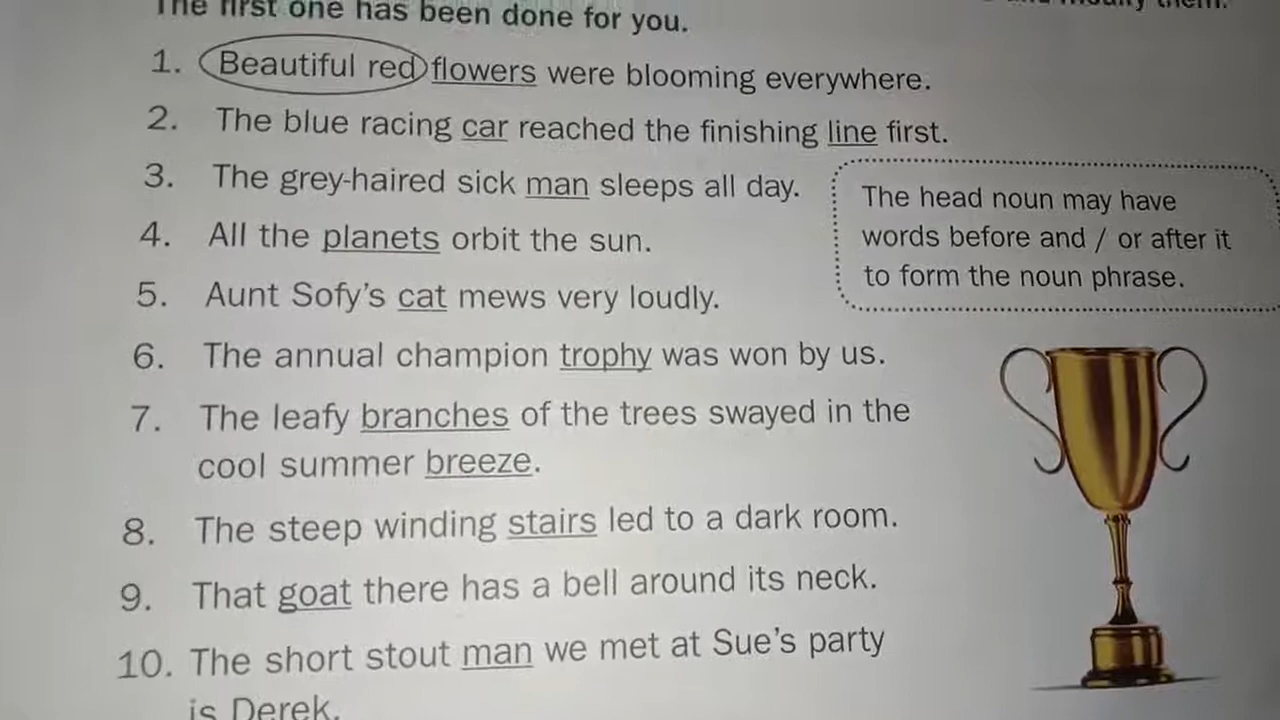 The first one has been done for you.
modify them.
1. Beautiful red flowers were blooming everywhere.
2. The blue racing car reached the finishing line first.
3. The grey-haired sick man sleeps all day.
4. All the planets orbit the sun.
5. Aunt Sofy's cat mews very loudly.
The head noun may have
words before and / or after it
to form the noun phrase.
6. The annual champion trophy was won by us.
7. The leafy branches of the trees swayed in the
cool summer breeze.
8. The steep winding stairs led to a dark room.
9. That goat there has a bell around its neck.
10. The short stout man we met at Sue's party
is Derek.